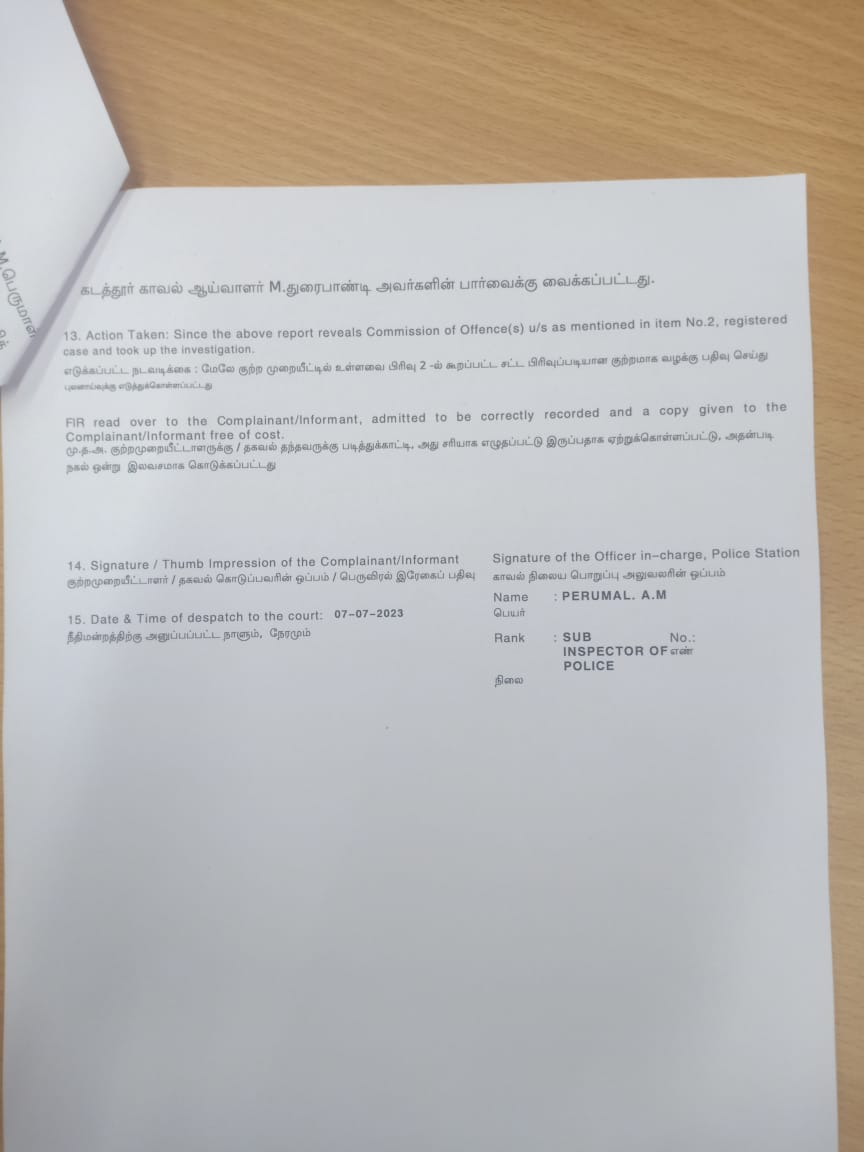 கடத்தூர் காவல் ஆய்வாளர் M.துரைபாண்டி அவர்களின் பார்வைக்கு வைக்கப்பட்டது.
13. Action Taken: Since the above report reveals Commission of Offence(s) u/s as mentioned in item No.2, registered
case and took up the investigation.
எடுக்கப்பட்ட நடவடிக்கை : மேலே குற்ற முறையீட்டில் உள்ளவை பிரிவு 2 -ல் கூறப்பட்ட சட்ட பிரிவுப்படியான குற்றமாக வழக்கு பதிவு செய்து
புலனாய்வுக்கு எடுத்துக்கொள்ளப்பட்டது
FIR read over to the Complainant/Informant, admitted to be correctly recorded and a copy given to the
Complainant/Informant free of cost.
மு.த.அ. குற்றமுறையீட்டாளருக்கு / தகவல் தந்தவருக்கு படித்துக்காட்டி, அது சரியாக எழுதப்பட்டு இருப்பதாக ஏற்றுக்கொள்ளப்பட்டு, அதன்படி
நகல் ஒன்று இலவசமாக கொடுக்கப்பட்டது
14. Signature / Thumb Impression of the Complainant/Informant
குற்றமுறையீட்டாளர் / தகவல் கொடுப்பவரின் ஒப்பம் / பெருவிரல் இரேகைப் பதிவு
15. Date & Time of despatch to the court: 07-07-2023
நீதிமன்றத்திற்கு அனுப்பப்பட்ட நாளும், நேரமும்
Signature of the Officer in-charge, Police Station
காவல் நிலைய பொறுப்பு அனுவலரின் ஒப்பம்
Name : PERUMAL. A.M
பெயர்
Rank : SUB No.:
INSPECTOR OF எண்
POLICE
நிலை